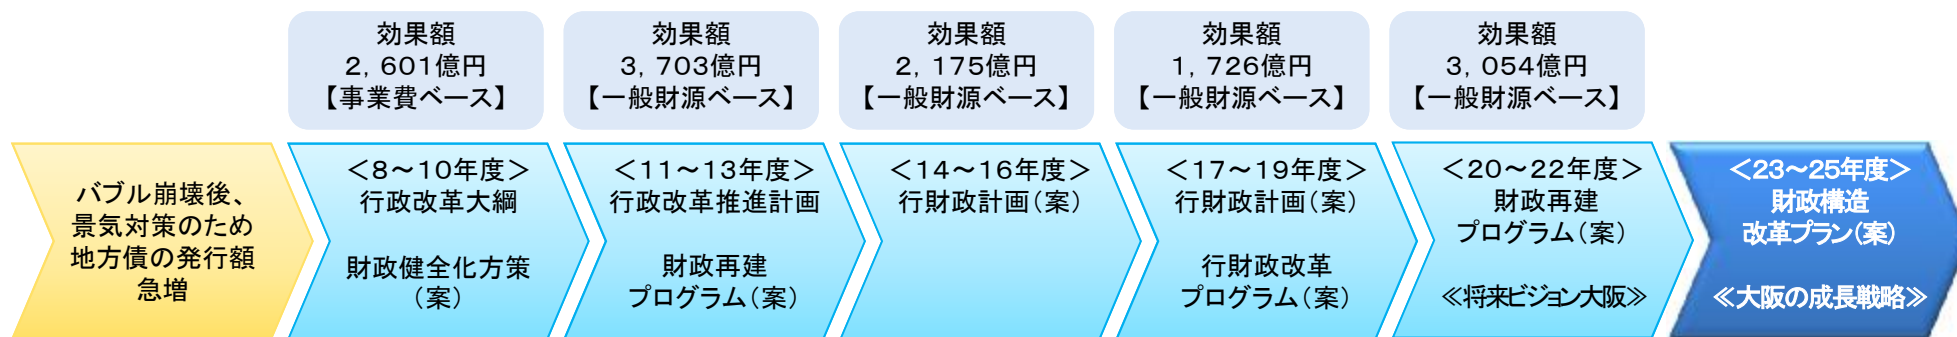 効果額
2,601億円
【事業費ベース】
効果額
3,703億円
【一般財源ベース】
効果額
2,175億円
【一般財源ベース】
効果額
1,726億円
【一般財源ベース】
効果額
3,054億円
【一般財源ベース】
バブル崩壊後、
景気対策のため
地方債の発行額
急増
<8~10年度>
行政改革大綱
財政健全化方策
(案)
<11~13年度>
行政改革推進計画
財政再建
プログラム(案)
<14~16年度>
行財政計画(案)
<17~19年度>
行財政計画(案)
行財政改革
プログラム(案)
<20~22年度>
財政再建
プログラム(案)
≪将来ビジョン大阪≫
<23~25年度>
財政構造
改革プラン(案)
≪大阪の成長戦略≫